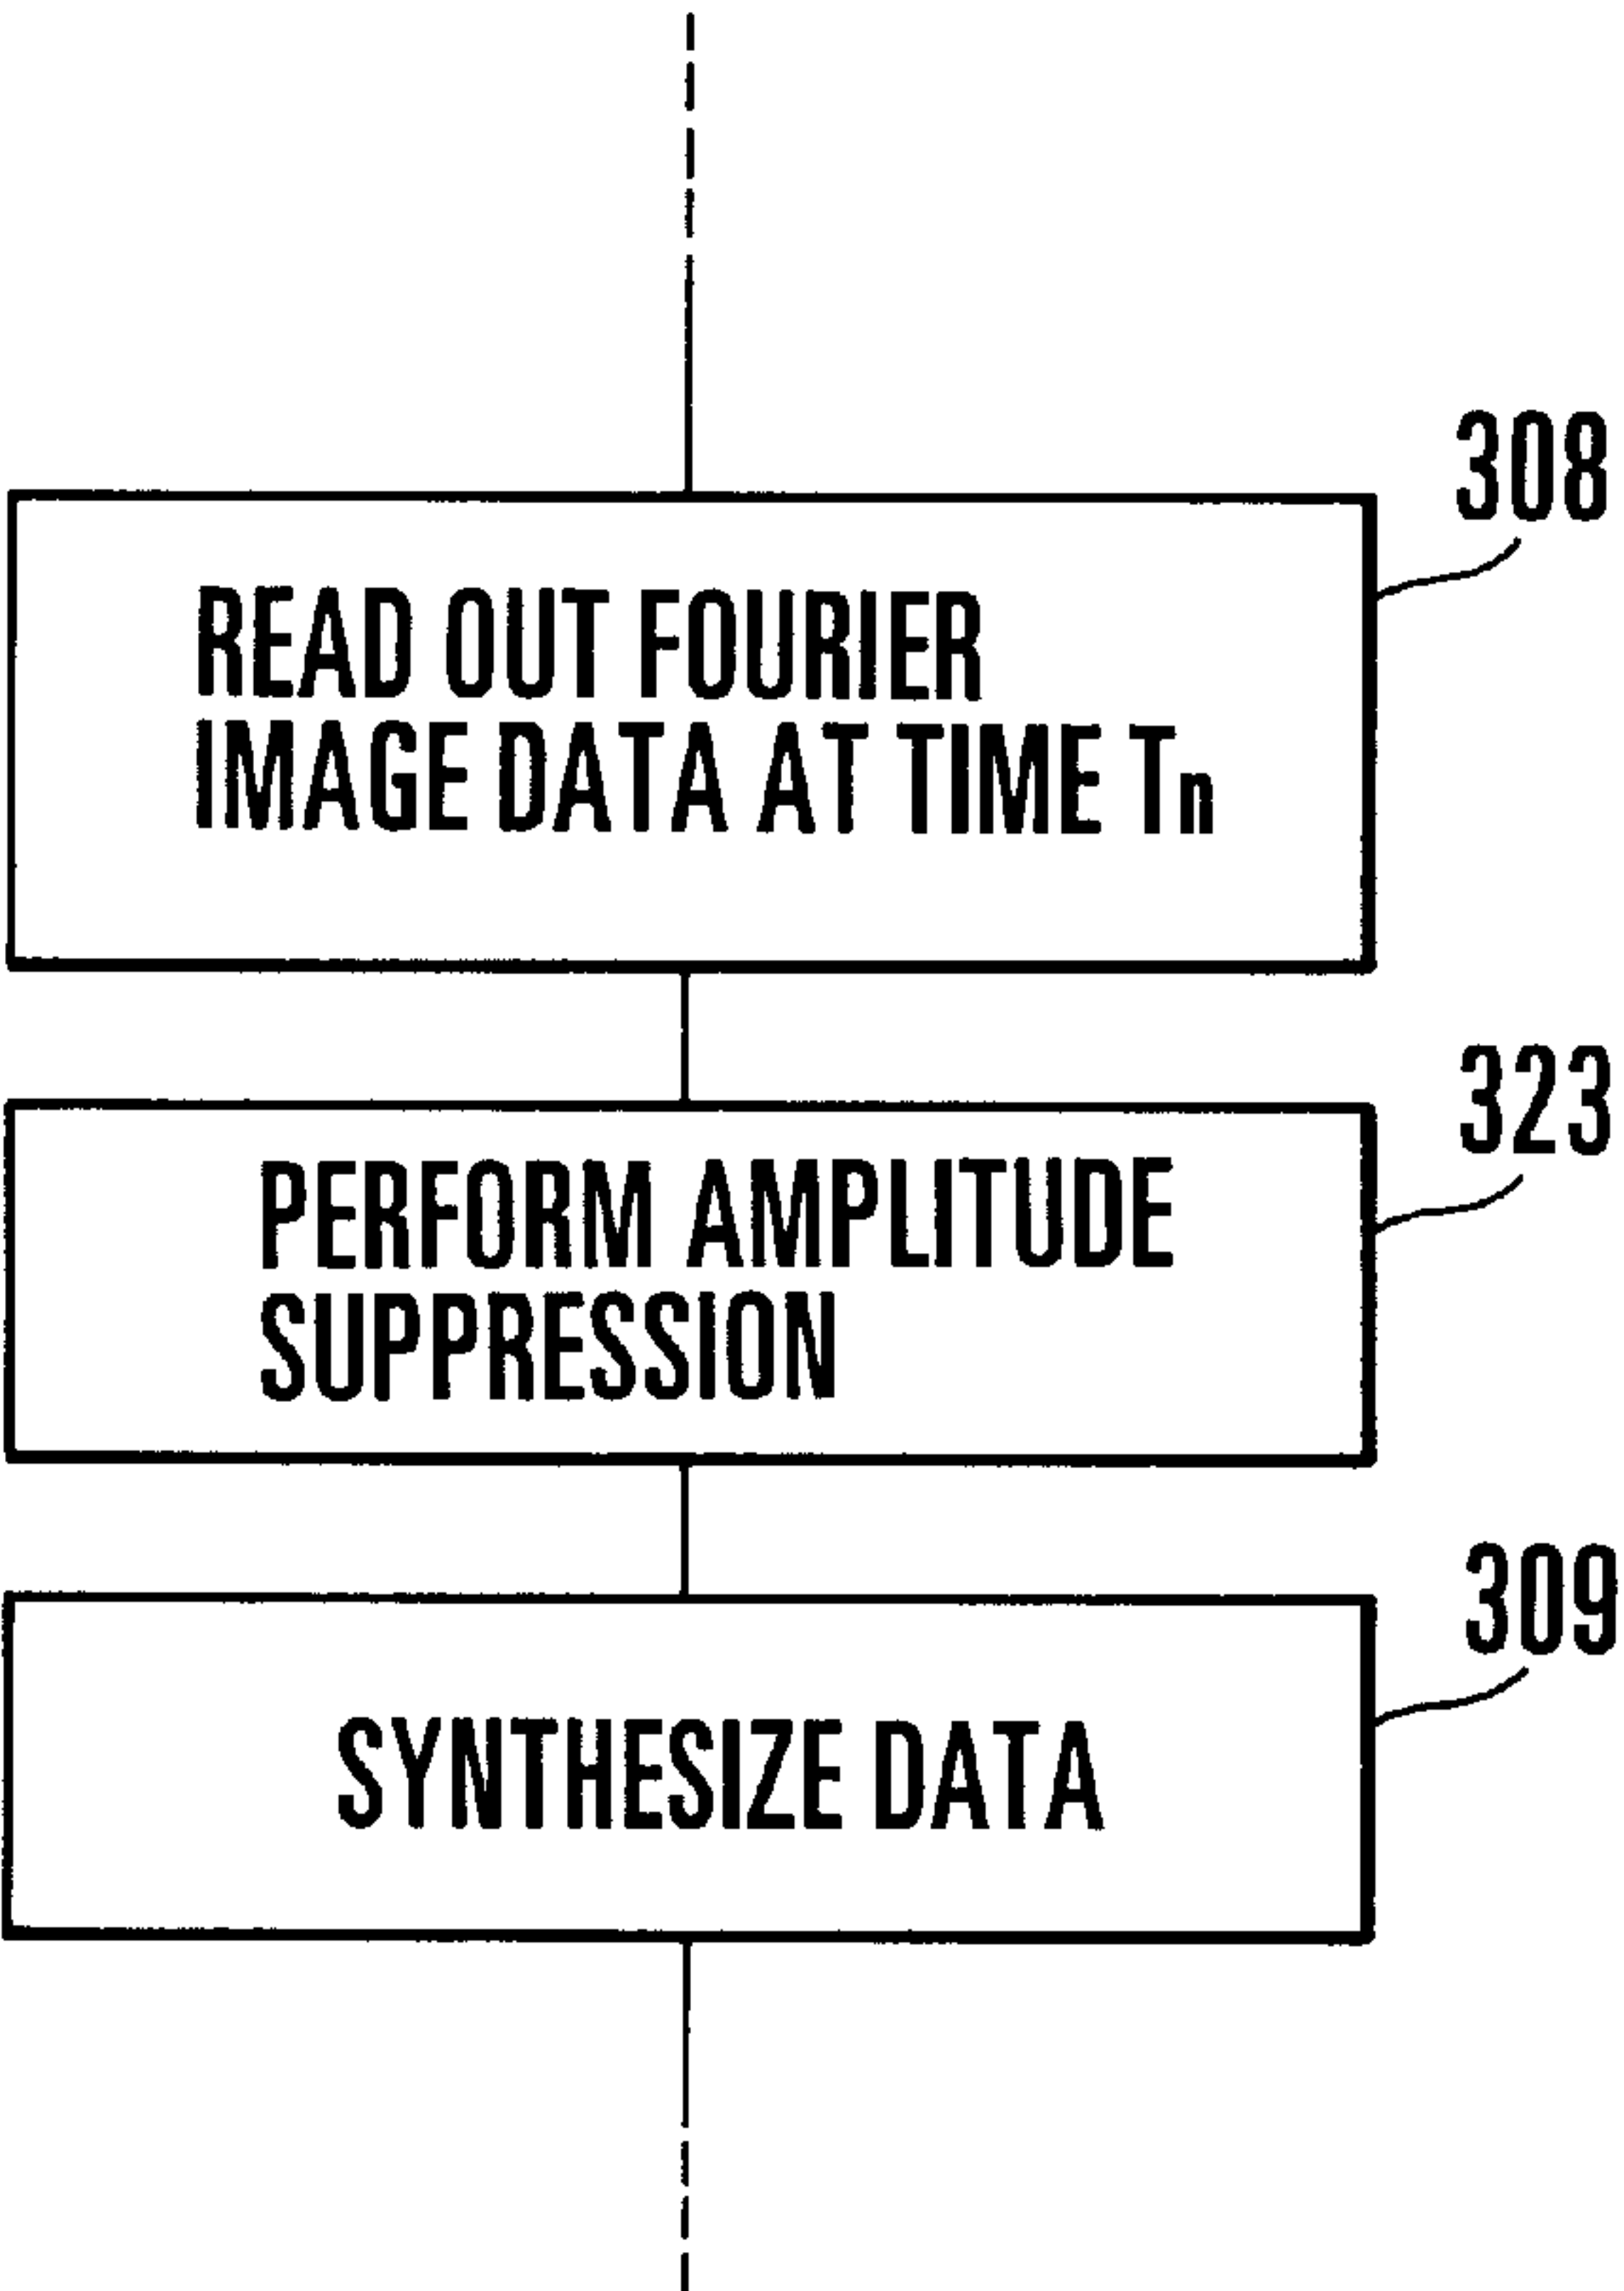 308
READ OUT FOURIER
IMAGE DATA AT TIME Tn
323
PERFORM AMPLITUDE
SUPPRESSION
309
SYNTHESIZE DATA